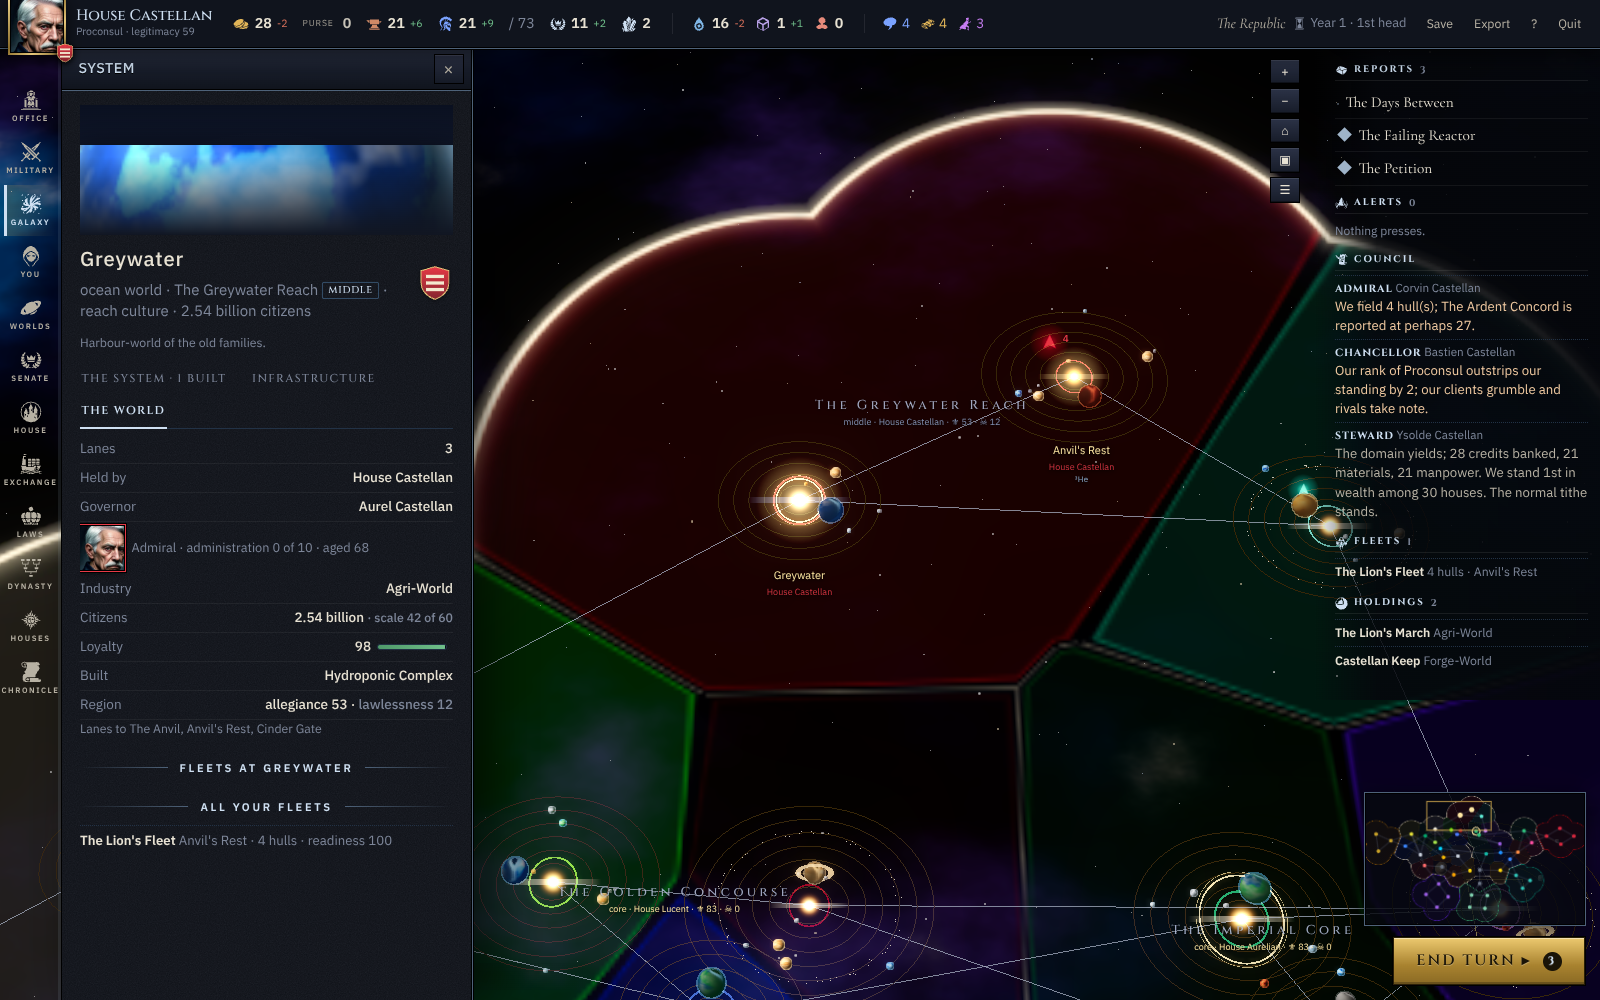 HOUSE CASTELLAN
Proconsul · legitimacy 59
28 -2
PURSE 0
21 +6
21 +9 / 73
11 +2
2
16 -2
1 +1
0
4
4
3
The Republic
Year 1 · 1st head
Save
Export
?
Quit
OFFICE
MILITARY
GALAXY
YOU
WORLDS
SENATE
HOUSE
EXCHANGE
LAWS
DYNASTY
HOUSES
CHRONICLE
SYSTEM
×
Greywater
ocean world · The Greywater Reach MIDDLE ·
reach culture · 2.54 billion citizens
Harbour-world of the old families.
THE SYSTEM · 1 BUILT
INFRASTRUCTURE
THE WORLD
Lanes 3
Held by House Castellan
Governor Aurel Castellan
Admiral · administration 0 of 10 · aged 68
Industry Agri-World
Citizens 2.54 billion · scale 42 of 60
Loyalty 98
Built Hydroponic Complex
Region allegiance 53 · lawlessness 12
Lanes to The Anvil, Anvil's Rest, Cinder Gate
FLEETS AT GREYWATER
ALL YOUR FLEETS
The Lion's Fleet Anvil's Rest · 4 hulls · readiness 100
4
THE GREYWATER REACH
middle · House Castellan · 53 · 12
Anvil's Rest
House Castellan
³He
Greywater
House Castellan
THE GOLDEN CONCOURSE
core · House Lucent · 83 · 0
THE IMPERIAL CORE
core · House Aurelian · 83 · 0
+
−
REPORTS 3
The Days Between
The Failing Reactor
The Petition
ALERTS 0
Nothing presses.
COUNCIL
ADMIRAL Corvin Castellan
We field 4 hull(s); The Ardent Concord is
reported at perhaps 27.
CHANCELLOR Bastien Castellan
Our rank of Proconsul outstrips our
standing by 2; our clients grumble and
rivals take note.
STEWARD Ysolde Castellan
The domain yields; 28 credits banked, 21
materials, 21 manpower. We stand 1st in
wealth among 30 houses. The normal tithe
stands.
FLEETS 1
The Lion's Fleet 4 hulls · Anvil's Rest
HOLDINGS 2
The Lion's March Agri-World
Castellan Keep Forge-World
END TURN ▸ 3